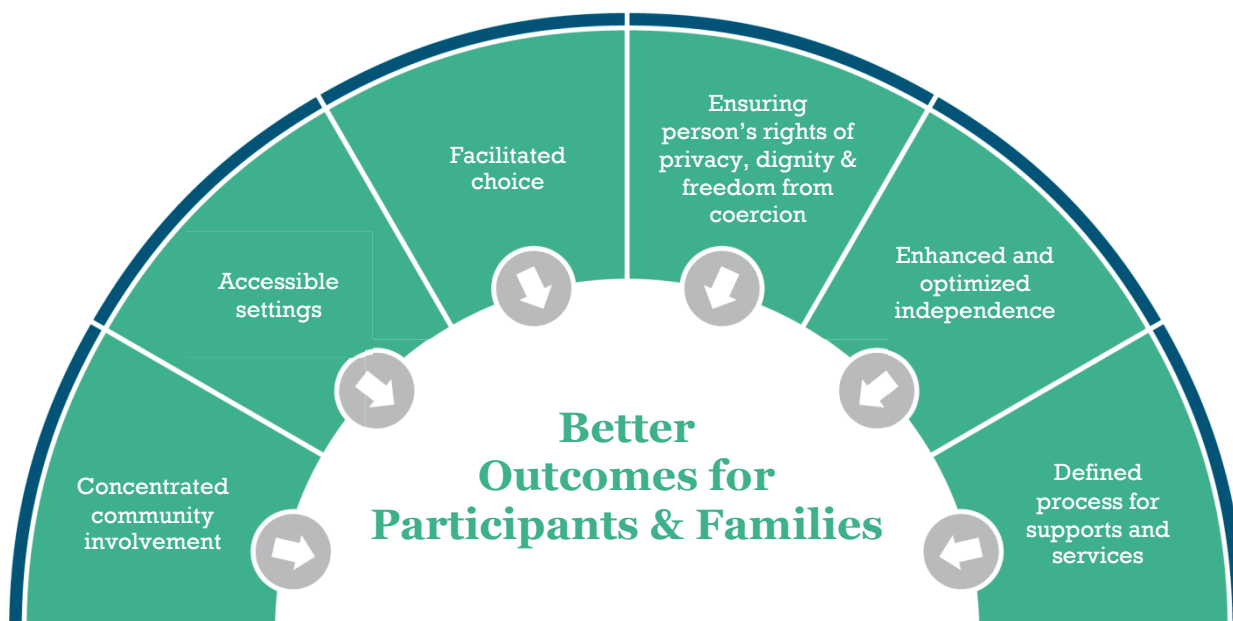 Concentrated
community
involvement
Accessible
settings
Facilitated
choice
Ensuring
person's rights of
privacy, dignity &
freedom from
coercion
Enhanced and
optimized
independence
Defined
process for
supports and
services
Better
Outcomes for
Participants & Families